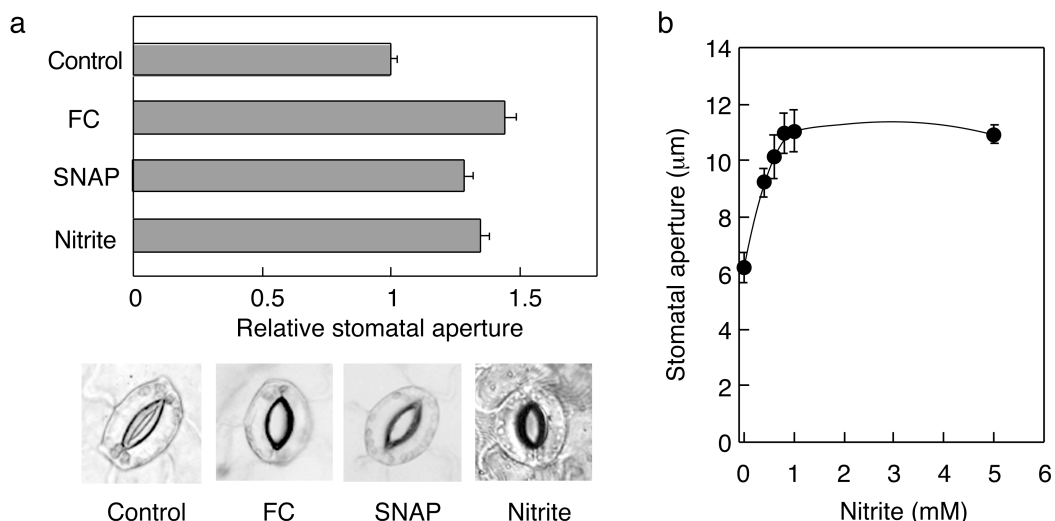 a
Control
FC
SNAP
Nitrite
0 0.5 1 1.5
Relative stomatal aperture
Control FC SNAP Nitrite
b
14
12
10
8
6
4
2
0
Stomatal aperture (μm)
0 1 2 3 4 5 6
Nitrite (mM)